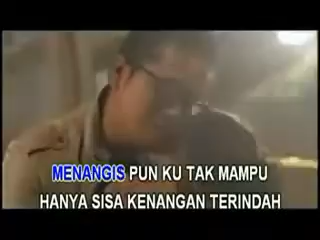 MENANGIS PUN KU TAK MAMPU
HANYA SISA KENANGAN TERINDAH